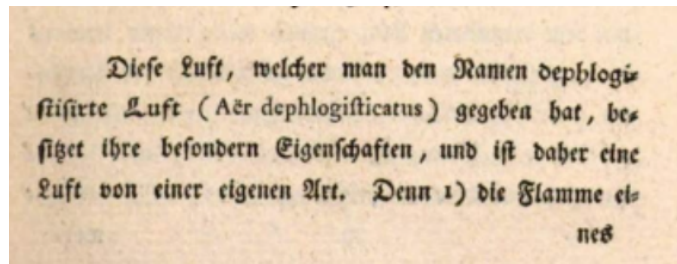 Diese Luft, welcher man den Namen dephlogi-
stisirte Luft (Aër dephlogisticatus) gegeben hat, be-
sitzet ihre besondern Eigenschaften, und ist daher eine
Luft von einer eigenen Art. Denn 1) die Flamme ei-
nes